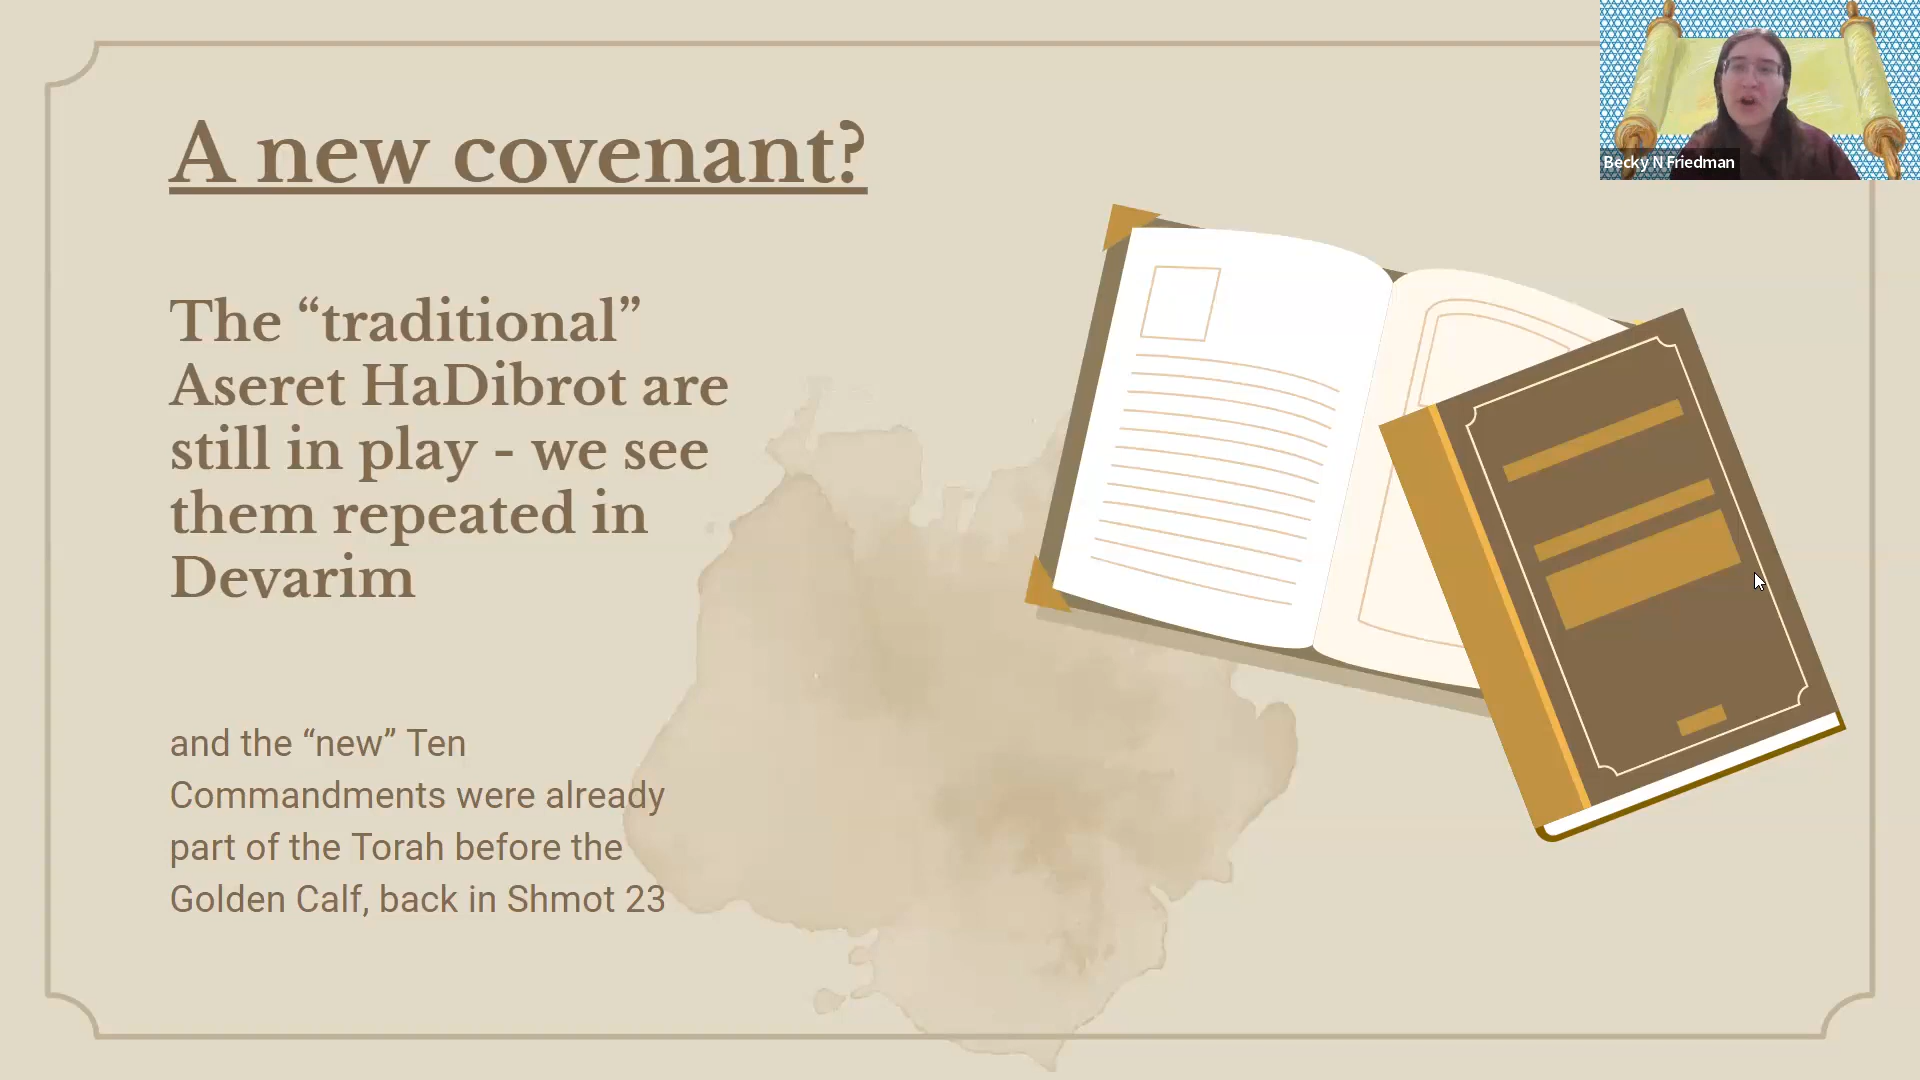 A new covenant?
The “traditional”
Aseret HaDibrot are
still in play - we see
them repeated in
Devarim
and the “new” Ten
Commandments were already
part of the Torah before the
Golden Calf, back in Shmot 23
Becky N Friedman